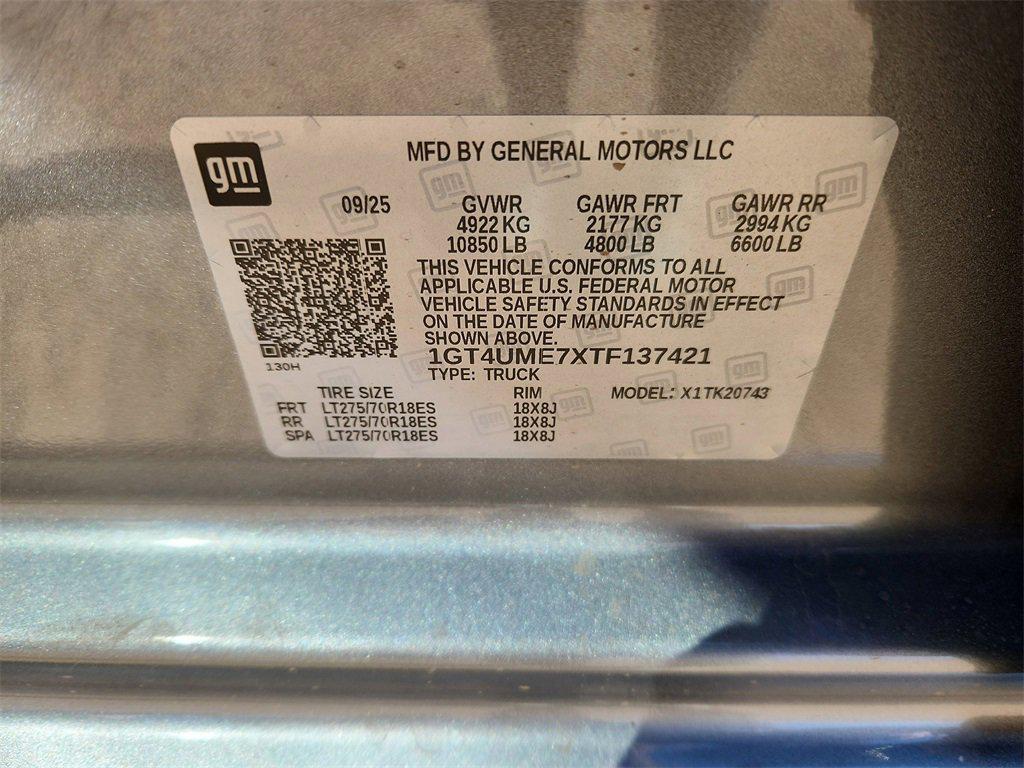 gm
MFD BY GENERAL MOTORS LLC
09/25 GVWR GAWR FRT GAWR RR
4922 KG 2177 KG 2994 KG
10850 LB 4800 LB 6600 LB
THIS VEHICLE CONFORMS TO ALL
APPLICABLE U.S. FEDERAL MOTOR
VEHICLE SAFETY STANDARDS IN EFFECT
ON THE DATE OF MANUFACTURE
SHOWN ABOVE.
130H
1GT4UME7XTF137421
TYPE: TRUCK
TIRE SIZE RIM MODEL: X1TK20743
FRT LT275/70R18ES 18X8J
RR LT275/70R18ES 18X8J
SPA LT275/70R18ES 18X8J